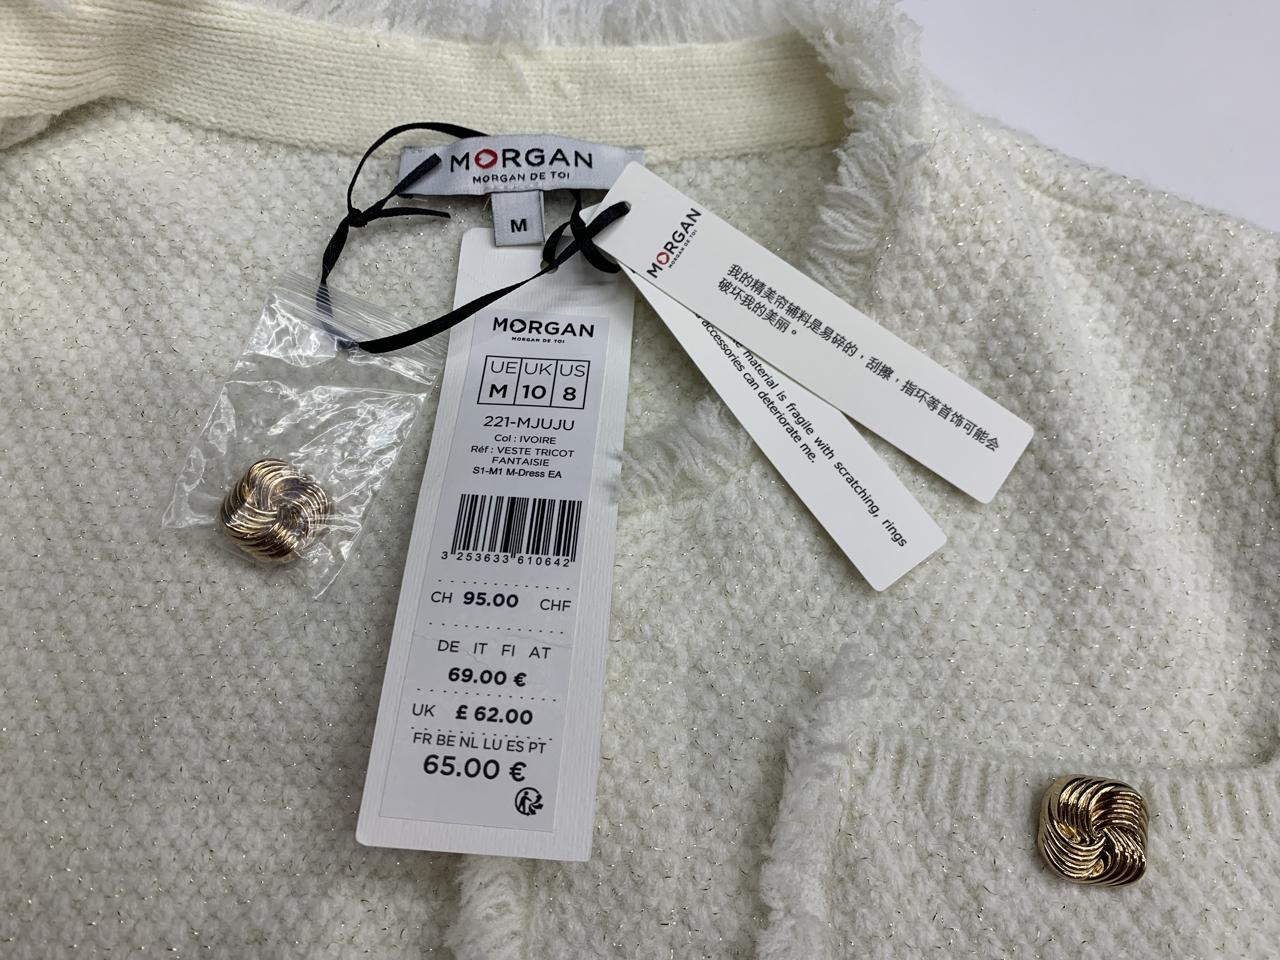 MORGAN
MORGAN DE TOI
M
MORGAN
MORGAN DE TOI
UE UK US
M 10 8
221-MJUJU
Col : IVOIRE
Réf : VESTE TRICOT
FANTAISIE
S1-M1 M-Dress EA
3 253633 610642
CH 95.00 CHF
DE IT FI AT
69.00 €
UK £ 62.00
FR BE NL LU ES PT
65.00 €
MORGAN
MORGAN DE TOI
我的精美帘辅料是易碎的，刮擦，指环等首饰可能会
破坏我的美丽。
material is fragile with scratching, rings
accessories can deteriorate me.